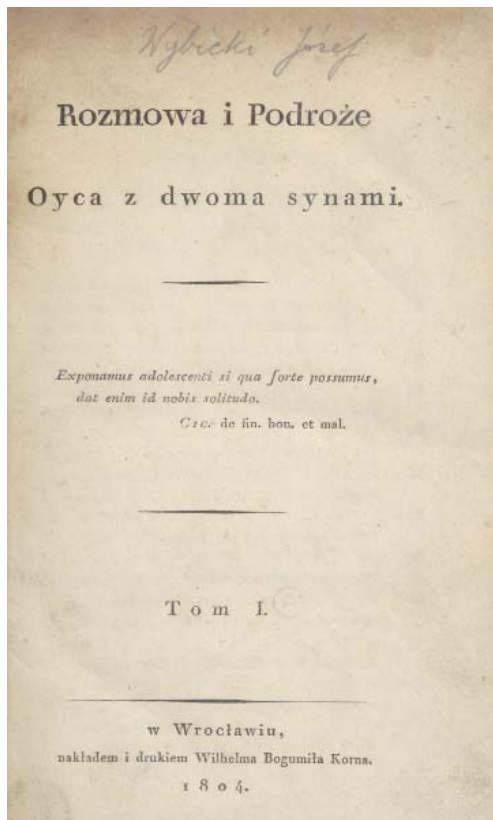 Wybicki Józef
Rozmowa i Podroże
Oyca z dwoma synami.
Exponamus adolescenti si qua forte possumus,
dat enim id nobis solitudo.
Cic. de fin. bon. et mal.
Tom I.
w Wrocławiu,
nakładem i drukiem Wilhelma Bogumiła Korna.
1804.